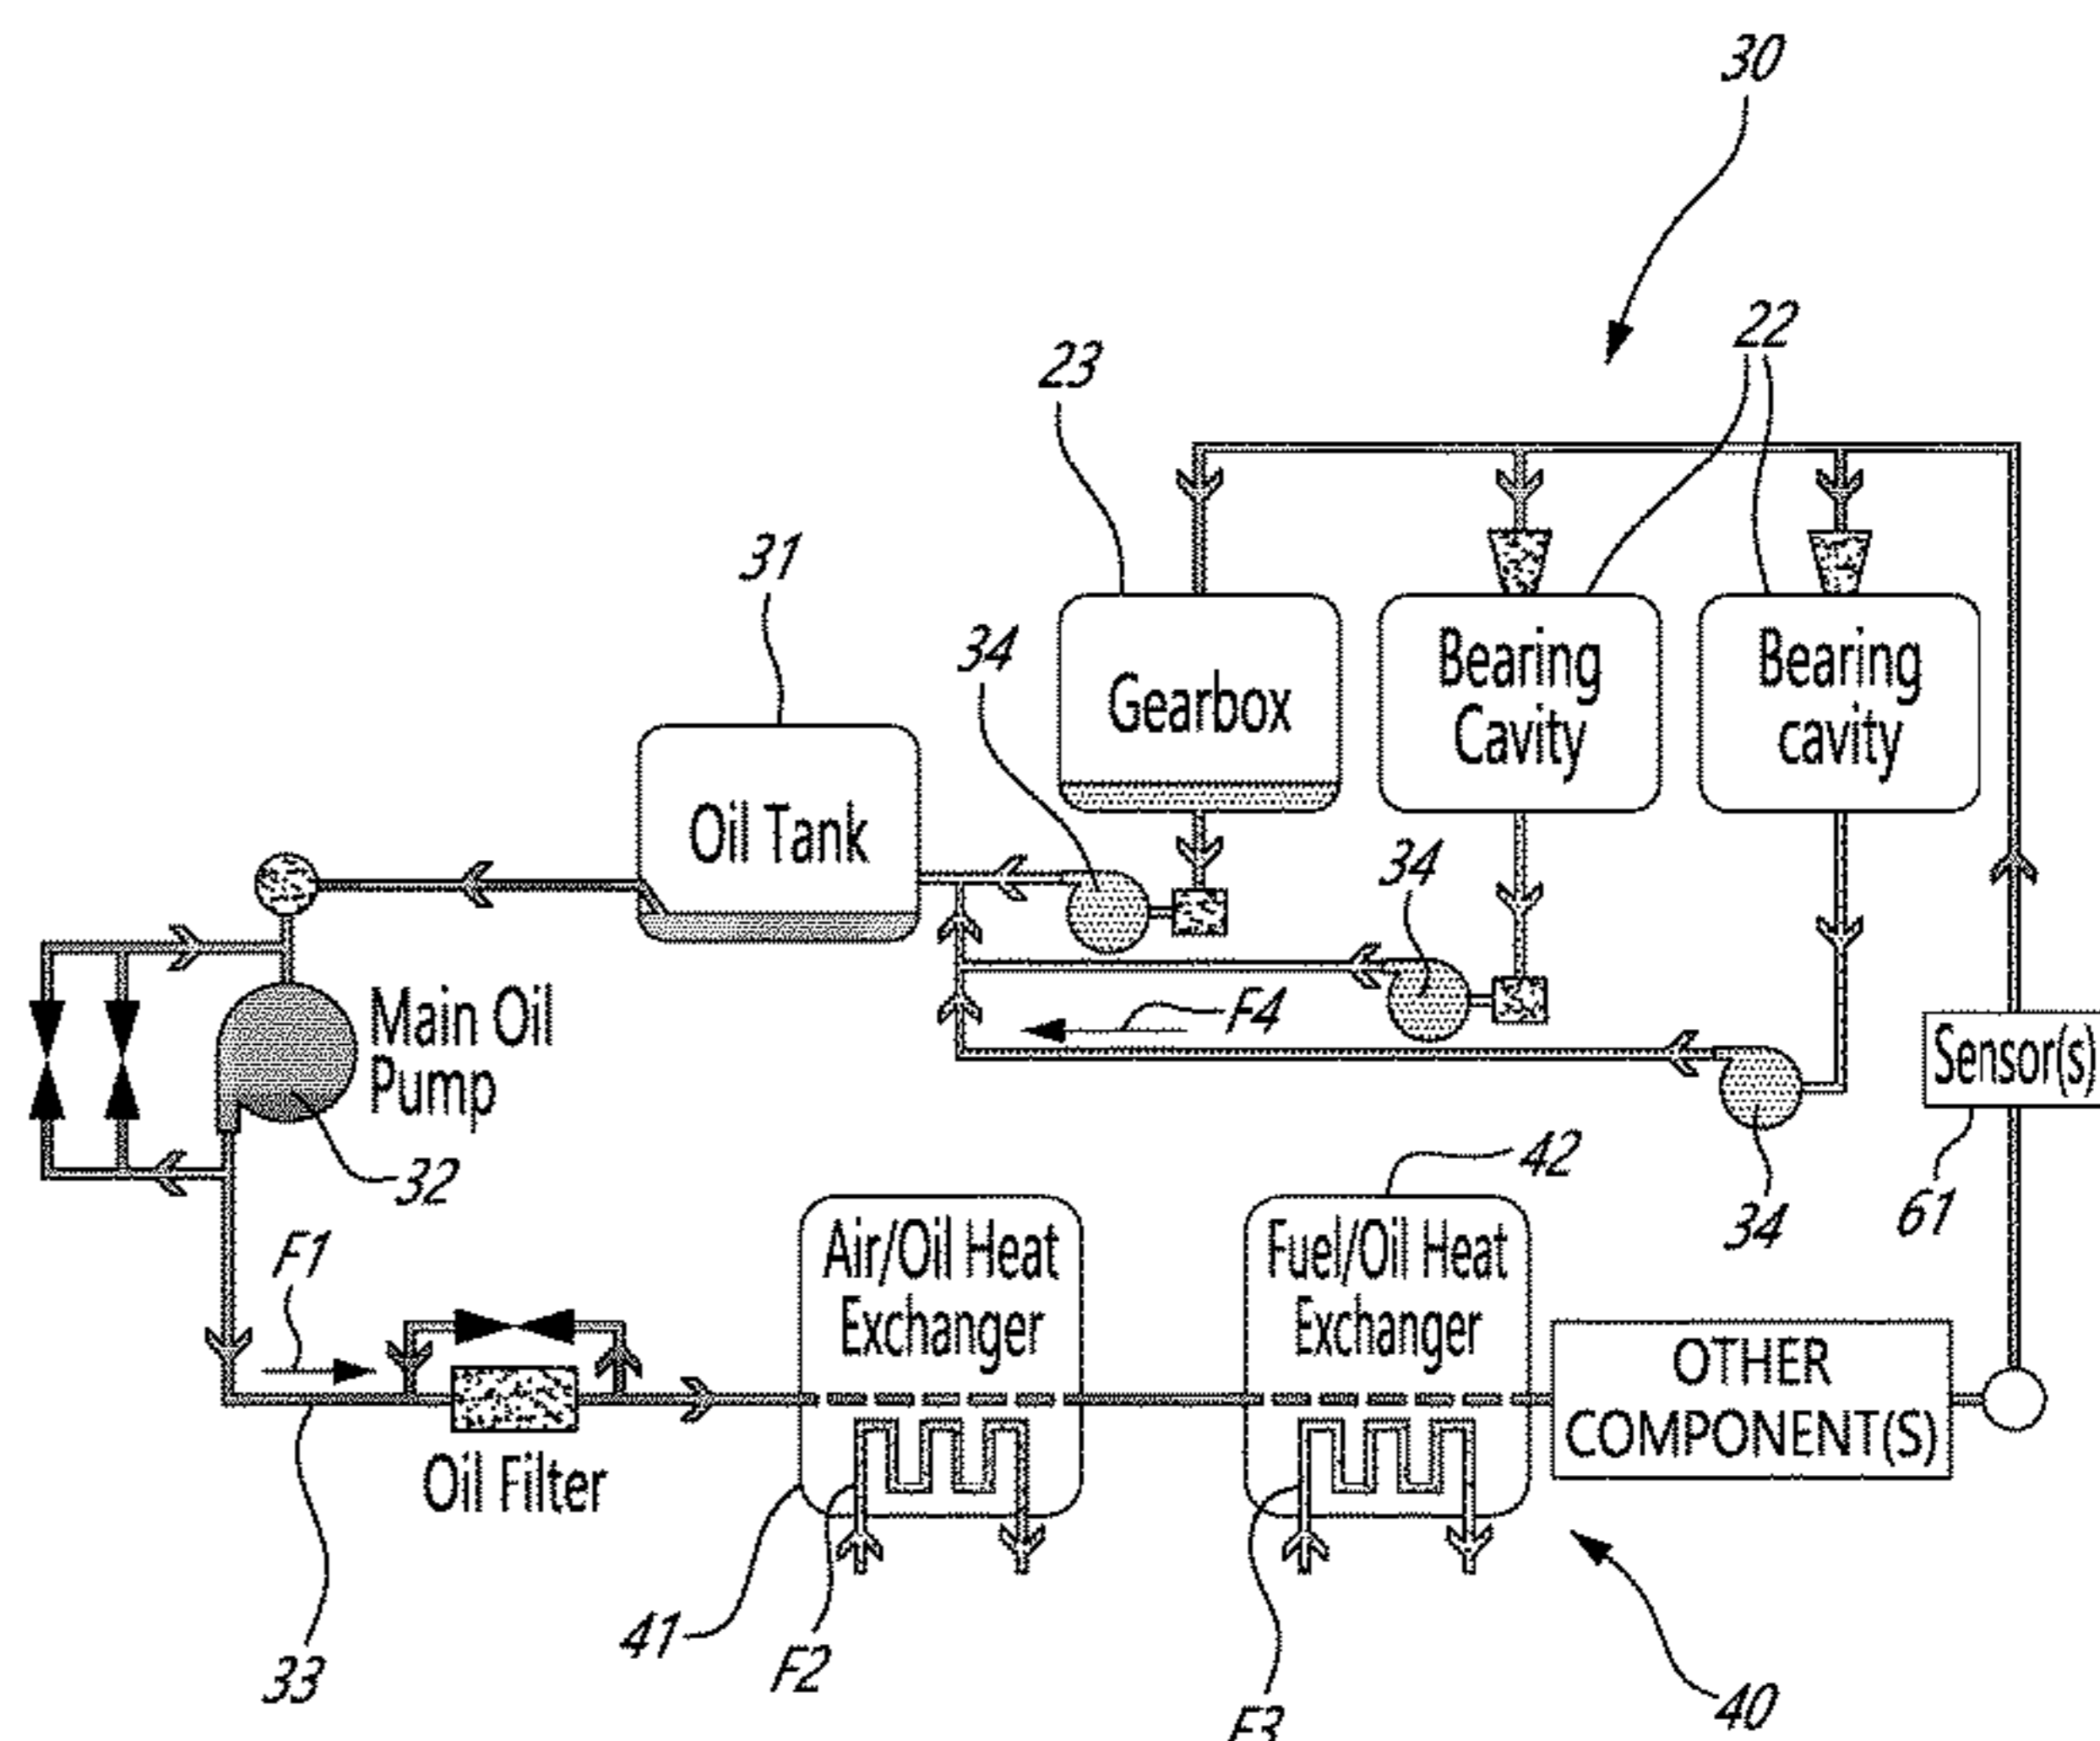 30
22
23
31
34
Gearbox
Bearing
Cavity
Bearing
cavity
Oil Tank
34
Main Oil
Pump
F4
Sensor(s)
32
42
34
61
F1
Air/Oil Heat
Exchanger
Fuel/Oil Heat
Exchanger
OTHER
COMPONENT(S)
Oil Filter
33
41
F2
F3
40